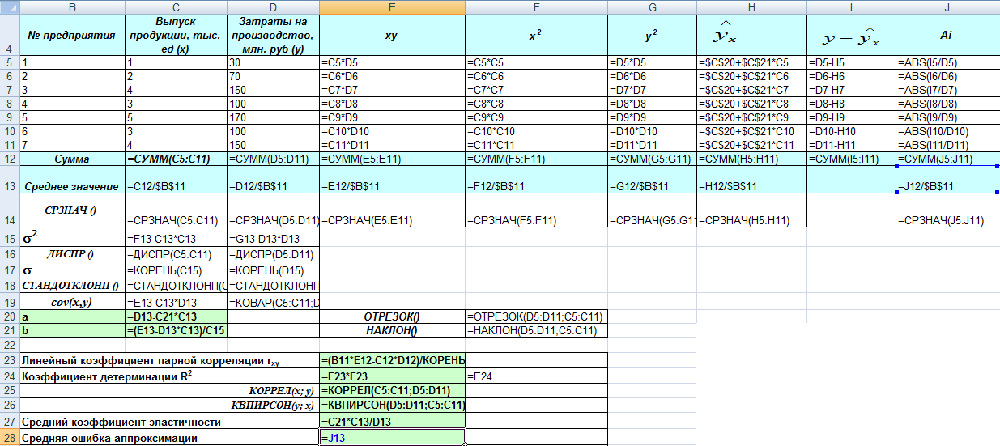 B C D E F G H I J
4 № предприятия Выпуск продукции, тыс. ед (x) Затраты на производство, млн. руб (y) xy x² y² ŷₓ y − ŷₓ Ai
5 1 1 30 =C5*D5 =C5*C5 =D5*D5 =$C$20+$C$21*C5 =D5-H5 =ABS(I5/D5)
6 2 2 70 =C6*D6 =C6*C6 =D6*D6 =$C$20+$C$21*C6 =D6-H6 =ABS(I6/D6)
7 3 4 150 =C7*D7 =C7*C7 =D7*D7 =$C$20+$C$21*C7 =D7-H7 =ABS(I7/D7)
8 4 3 100 =C8*D8 =C8*C8 =D8*D8 =$C$20+$C$21*C8 =D8-H8 =ABS(I8/D8)
9 5 5 170 =C9*D9 =C9*C9 =D9*D9 =$C$20+$C$21*C9 =D9-H9 =ABS(I9/D9)
10 6 3 100 =C10*D10 =C10*C10 =D10*D10 =$C$20+$C$21*C10 =D10-H10 =ABS(I10/D10)
11 7 4 150 =C11*D11 =C11*C11 =D11*D11 =$C$20+$C$21*C11 =D11-H11 =ABS(I11/D11)
12 Сумма =СУММ(C5:C11) =СУММ(D5:D11) =СУММ(E5:E11) =СУММ(F5:F11) =СУММ(G5:G11) =СУММ(H5:H11) =СУММ(I5:I11) =СУММ(J5:J11)
13 Среднее значение =C12/$B$11 =D12/$B$11 =E12/$B$11 =F12/$B$11 =G12/$B$11 =H12/$B$11 =J12/$B$11
14 СРЗНАЧ () =СРЗНАЧ(C5:C11) =СРЗНАЧ(D5:D11) =СРЗНАЧ(E5:E11) =СРЗНАЧ(F5:F11) =СРЗНАЧ(G5:G11 =СРЗНАЧ(H5:H11) =СРЗНАЧ(J5:J11)
15 σ² =F13-C13*C13 =G13-D13*D13
16 ДИСПР () =ДИСПР(C5:C11) =ДИСПР(D5:D11)
17 σ =КОРЕНЬ(C15) =КОРЕНЬ(D15)
18 СТАНДОТКЛОНП () =СТАНДОТКЛОНП(C =СТАНДОТКЛОНП
19 cov(x,y) =E13-C13*D13 =КОВАР(C5:C11;D
20 a =D13-C21*C13 ОТРЕЗОК() =ОТРЕЗОК(D5:D11;C5:C11)
21 b =(E13-D13*C13)/C15 НАКЛОН() =НАКЛОН(D5:D11;C5:C11)
22
23 Линейный коэффициент парной корреляции rxy =(B11*E12-C12*D12)/КОРЕНЬ
24 Коэффициент детерминации R² =E23*E23 =E24
25 КОРРЕЛ(x; y) =КОРРЕЛ(C5:C11;D5:D11)
26 КВПИРСОН(y; x) =КВПИРСОН(D5:D11;C5:C11)
27 Средний коэффициент эластичности =C21*C13/D13
28 Средняя ошибка аппроксимации =J13